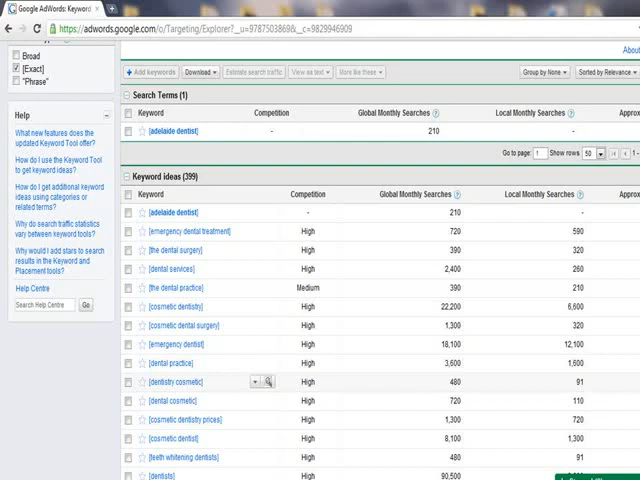 Google AdWords: Keyword
https://adwords.google.com/o/Targeting/Explorer?_u=9787503869&_c=9829946909
Broad
[Exact]
"Phrase"
Help
What new features does the
updated Keyword Tool offer?
How do I use the Keyword Tool
to get keyword ideas?
How do I get additional keyword
ideas using categories or
related terms?
Why do search traffic statistics
vary between keyword tools?
Why would I add stars to search
results in the Keyword and
Placement tools?
Help Centre
Search Help Centre Go
About
Add keywords Download Estimate search traffic View as text More like these Group by None Sorted by Relevance
Search Terms (1)
Keyword Competition Global Monthly Searches Local Monthly Searches Approx
[adelaide dentist] - 210 -
Go to page: 1 Show rows 50 1 -
Keyword ideas (399)
Keyword Competition Global Monthly Searches Local Monthly Searches Approx
[adelaide dentist] - 210 -
[emergency dental treatment] High 720 590
[the dental surgery] High 390 320
[dental services] High 2,400 260
[the dental practice] Medium 390 210
[cosmetic dentistry] High 22,200 6,600
[cosmetic dental surgery] High 1,300 320
[emergency dentist] High 18,100 12,100
[dental practice] High 3,600 1,600
[dentistry cosmetic] High 480 91
[dental cosmetic] High 720 110
[cosmetic dentistry prices] High 1,300 720
[cosmetic dentist] High 8,100 1,300
[teeth whitening dentists] High 480 91
[dentists] High 90,500